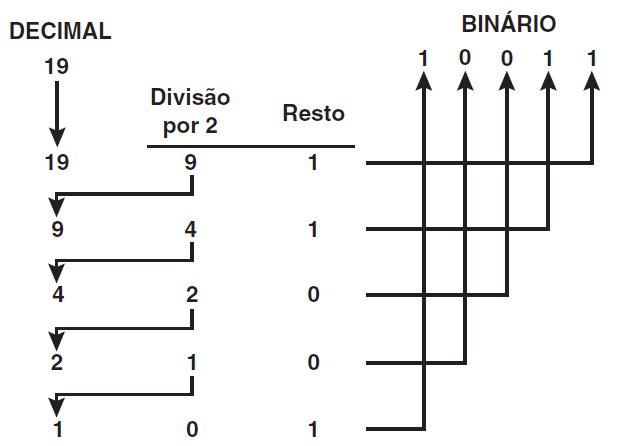 DECIMAL
BINÁRIO
19
1 0 0 1 1
Divisão por 2
Resto
19 9 1
9 4 1
4 2 0
2 1 0
1 0 1